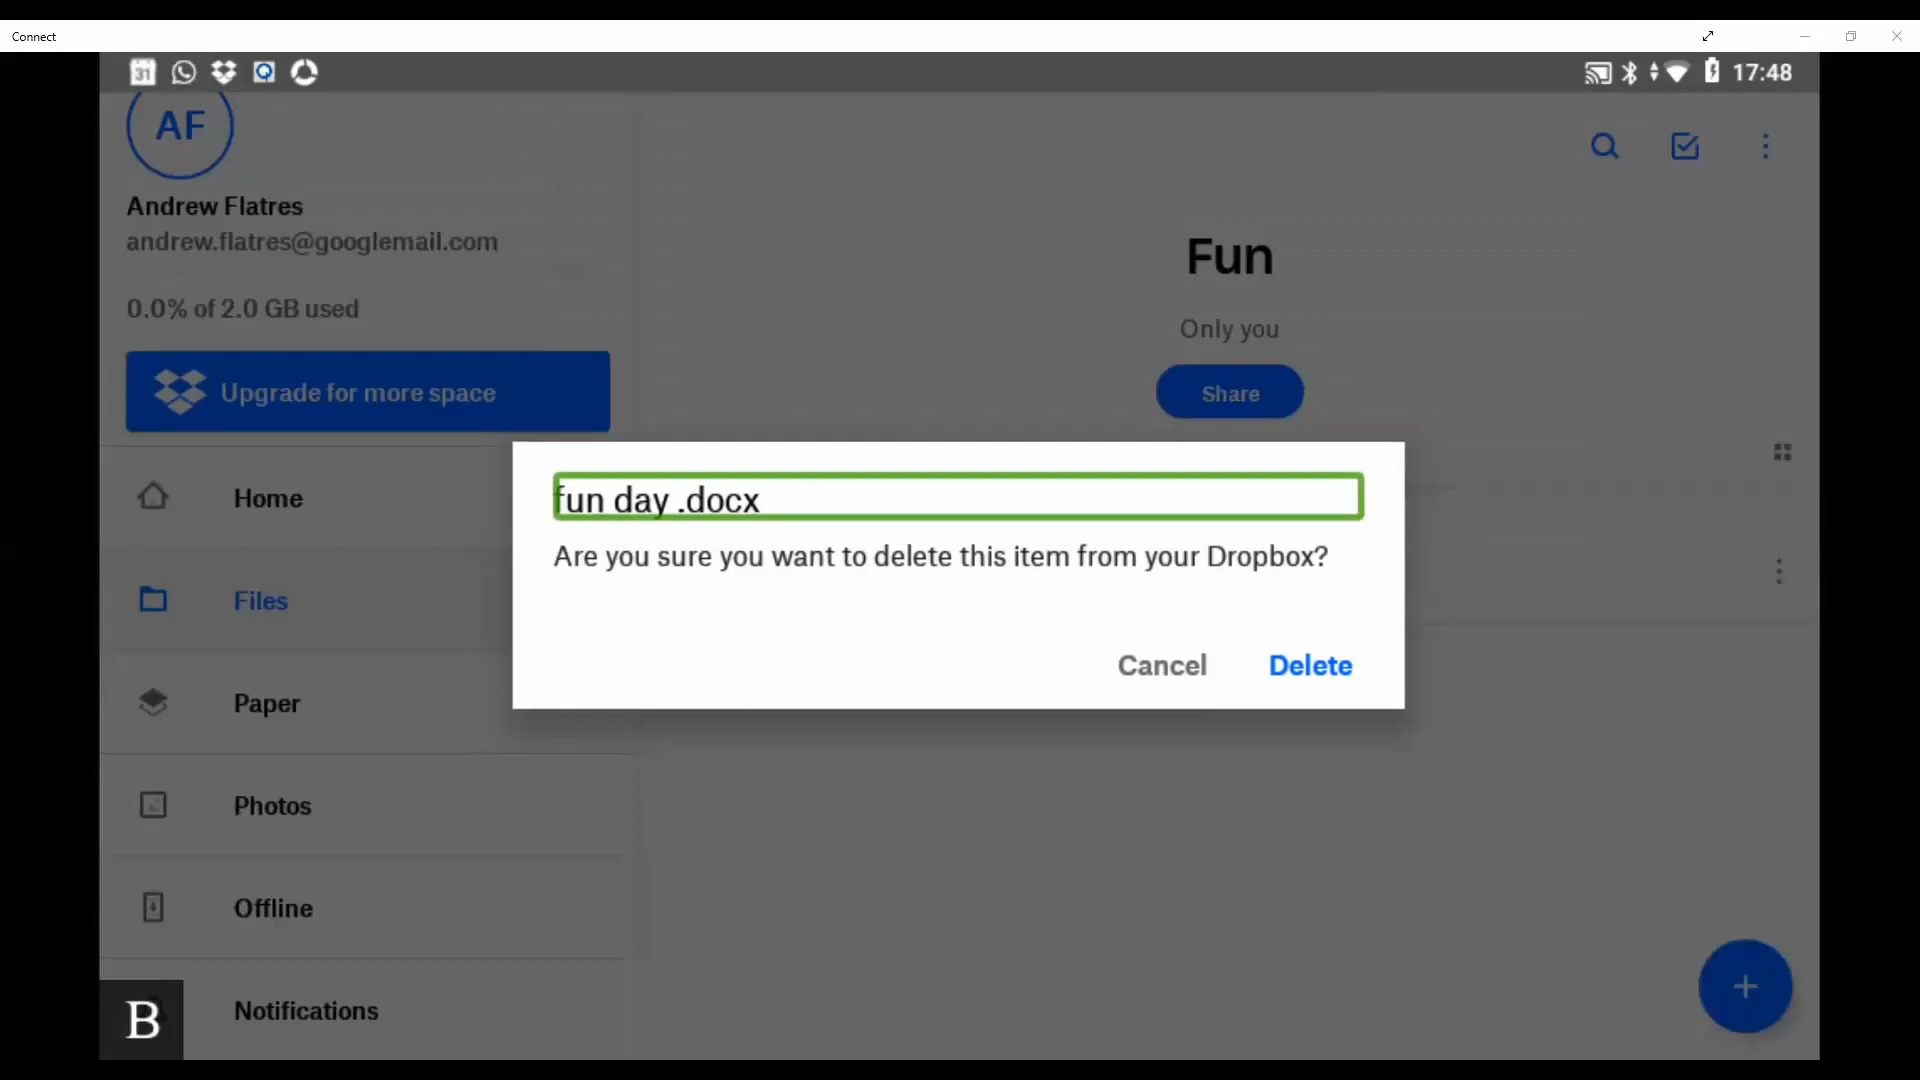 Connect
31
17:48
AF
Andrew Flatres
andrew.flatres@googlemail.com
0.0% of 2.0 GB used
Upgrade for more space
Home
Files
Paper
Photos
Offline
Notifications
B
Fun
Only you
Share
fun day .docx
Are you sure you want to delete this item from your Dropbox?
Cancel
Delete